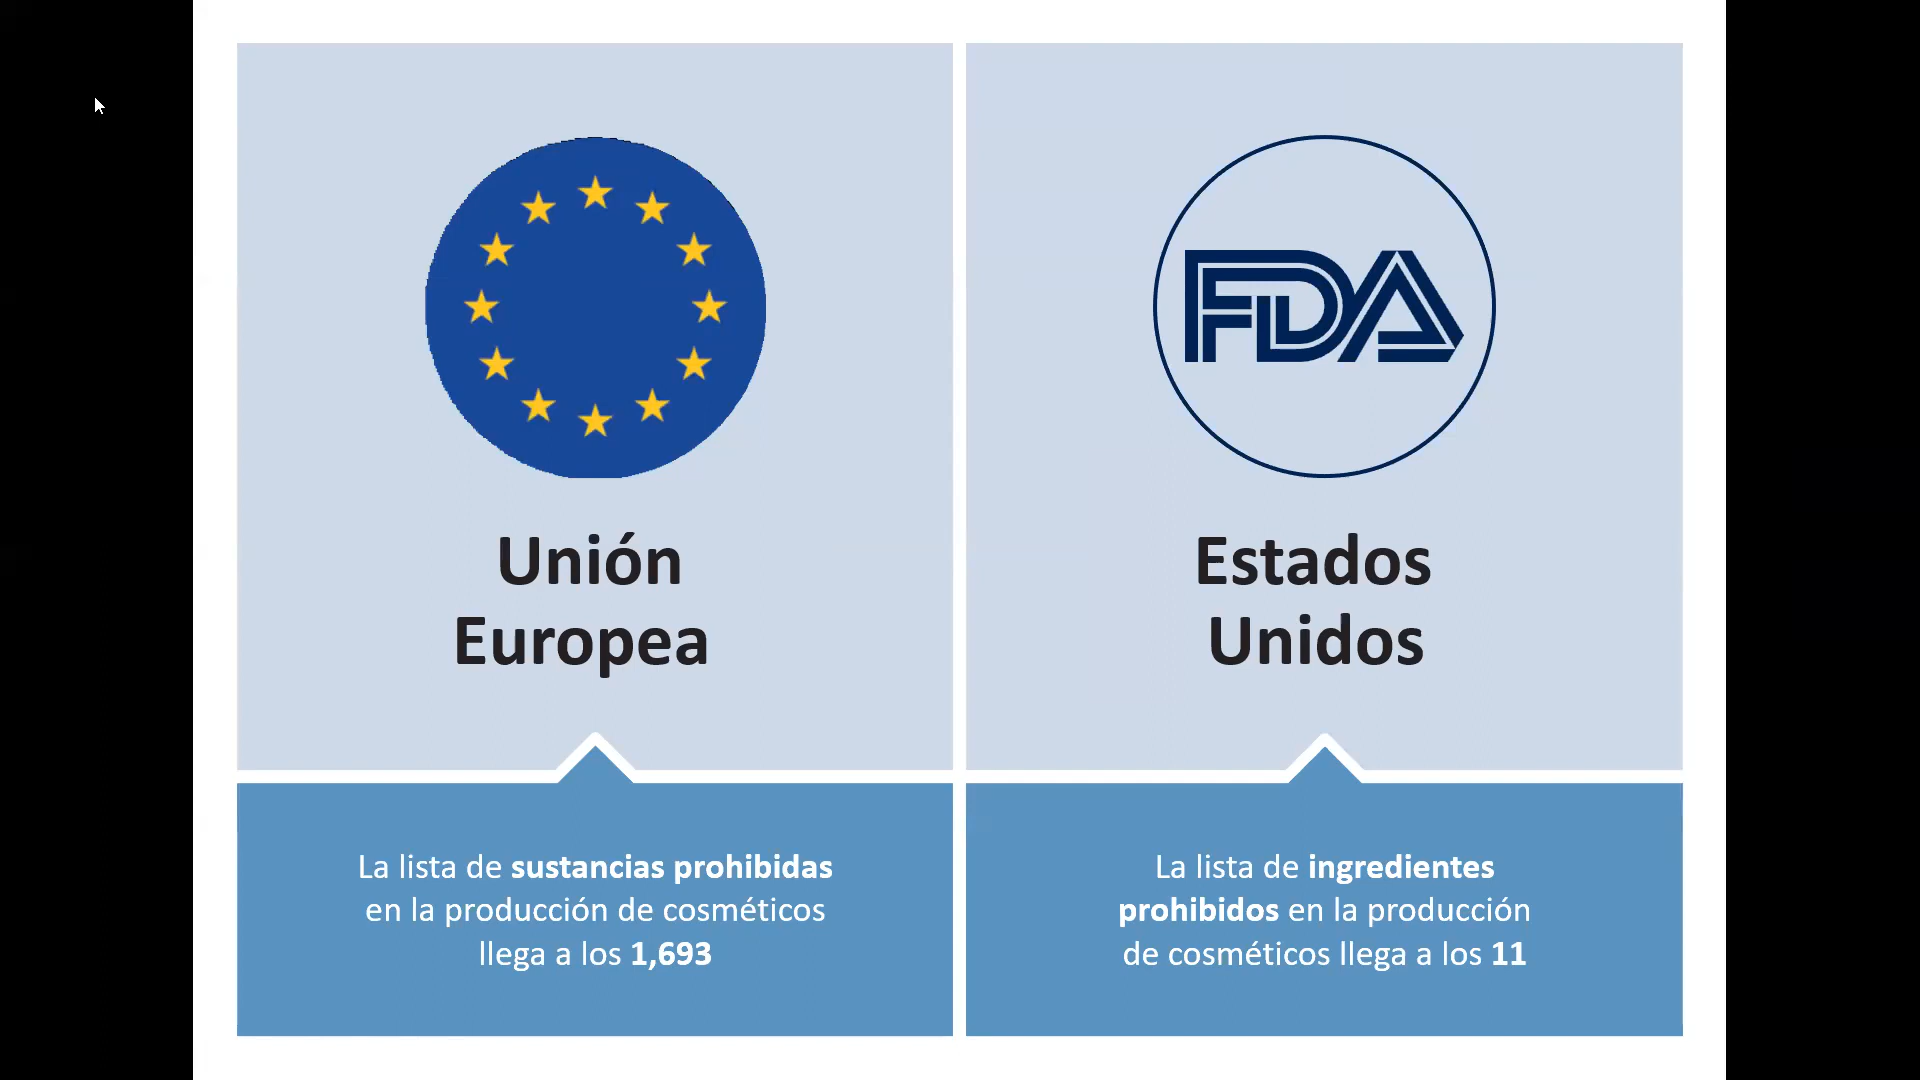 Unión
Europea
La lista de sustancias prohibidas
en la producción de cosméticos
llega a los 1,693
FDA
Estados
Unidos
La lista de ingredientes
prohibidos en la producción
de cosméticos llega a los 11